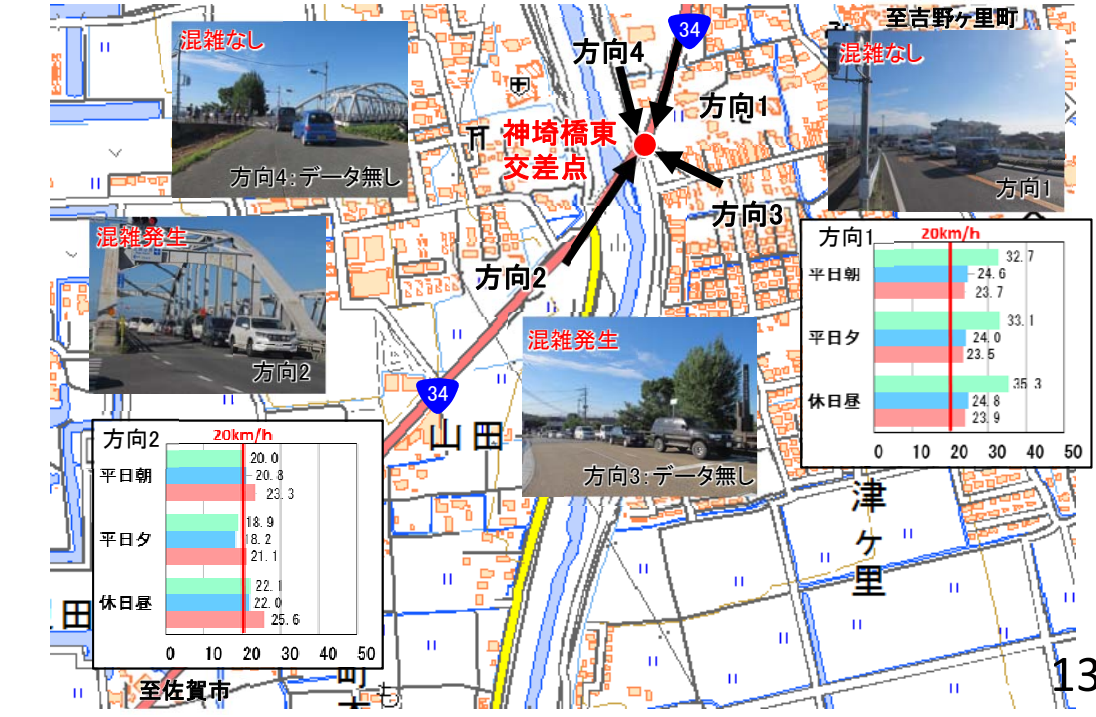 至吉野ヶ里町
34
混雑なし
方向4：データ無し
方向4
方向1
神埼橋東
交差点
方向3
方向2
混雑なし
方向1
混雑発生
方向2
混雑発生
方向3：データ無し
34
山田
津ヶ里
方向1
20km/h
平日朝
32.7
24.6
23.7
平日夕
33.1
24.0
23.5
休日昼
35.3
24.8
23.9
0 10 20 30 40 50
方向2
20km/h
平日朝
20.0
20.8
23.3
平日夕
18.9
18.2
21.1
休日昼
22.1
22.0
25.6
0 10 20 30 40 50
田
至佐賀市
13